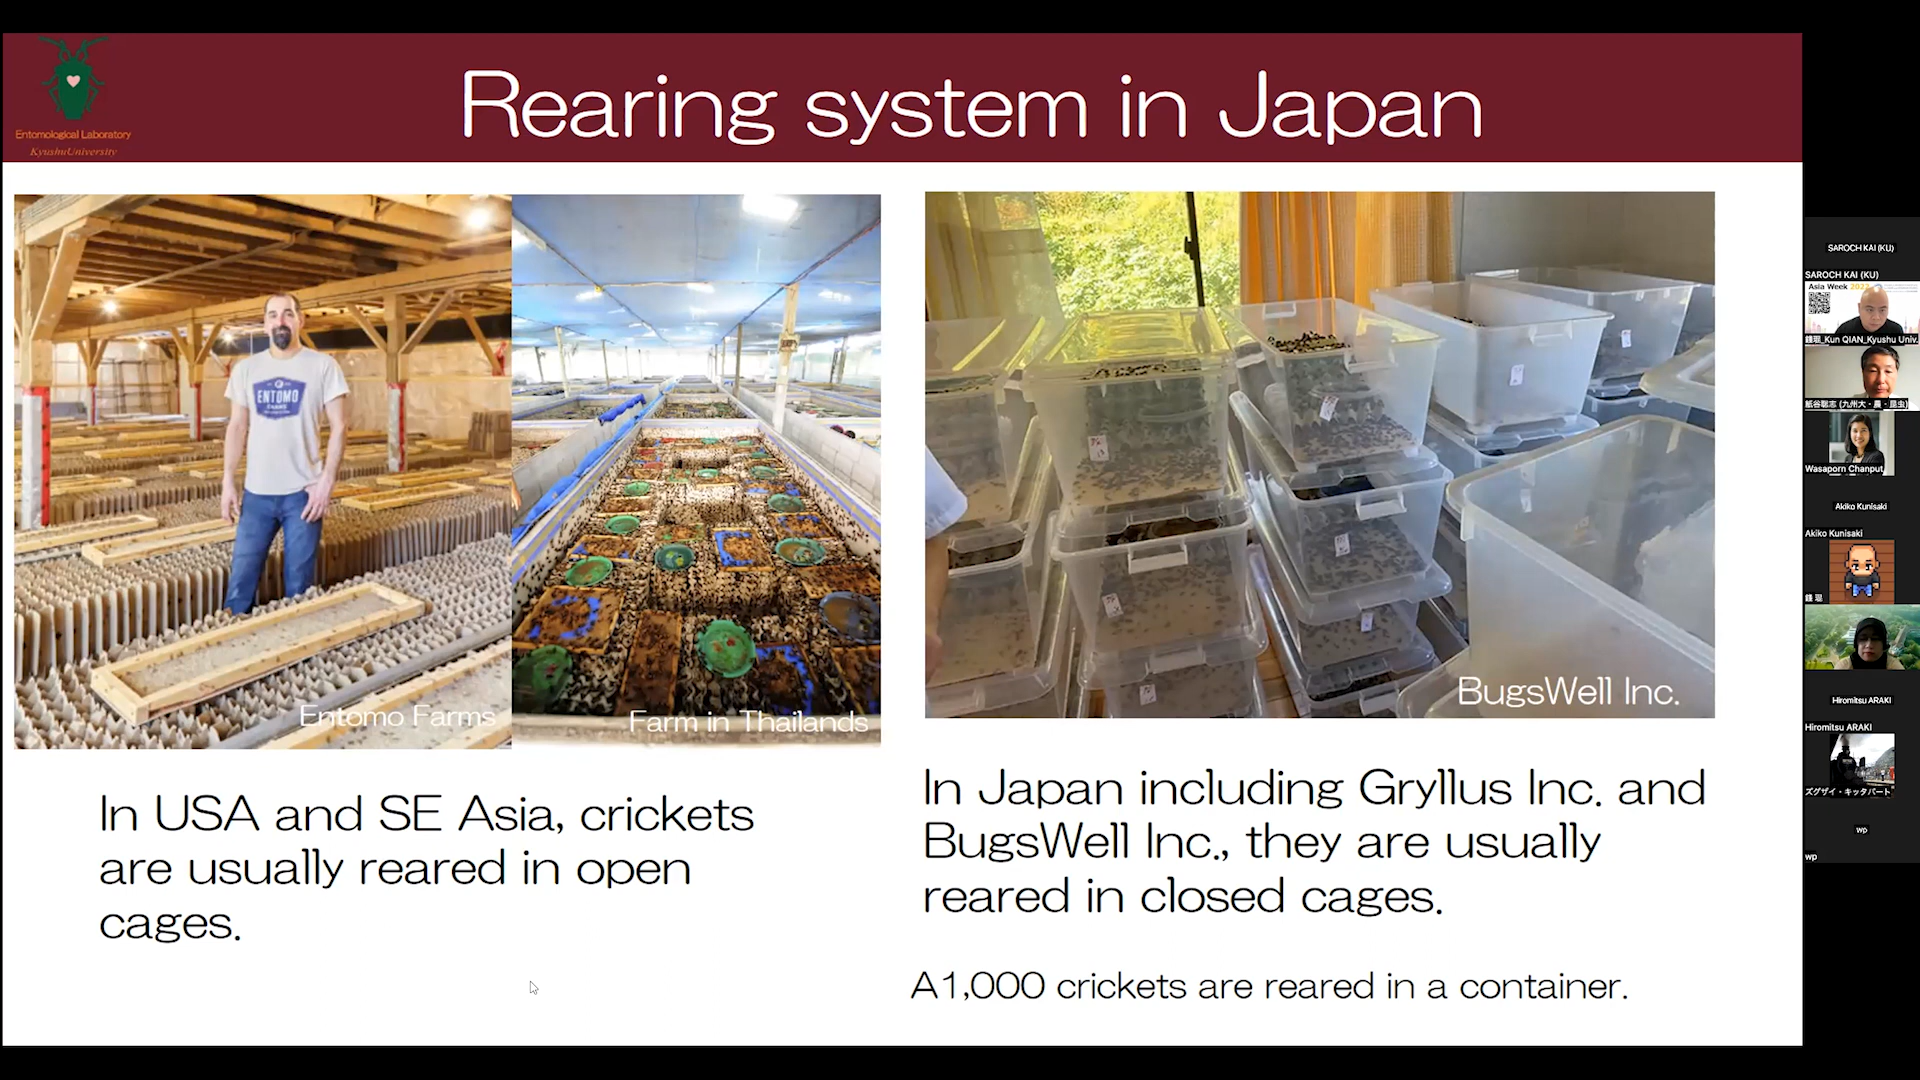 Entomological Laboratory
KyushuUniversity
Rearing system in Japan
ENTOMO
FARMS
Entomo Farms
Farm in Thailands
BugsWell Inc.
In USA and SE Asia, crickets
are usually reared in open
cages.
In Japan including Gryllus Inc. and
BugsWell Inc., they are usually
reared in closed cages.
A1,000 crickets are reared in a container.
SAROCH KAI (KU)
SAROCH KAI (KU)
Asia Week 2022
錢琨_Kun QIAN_Kyushu Univ.
紙谷聡志 (九州大・農・昆虫)
Wasaporn Chanput
Akiko Kunisaki
Akiko Kunisaki
錢 琨
Hiromitsu ARAKI
Hiromitsu ARAKI
ズグザイ・キッタパート
wp
wp